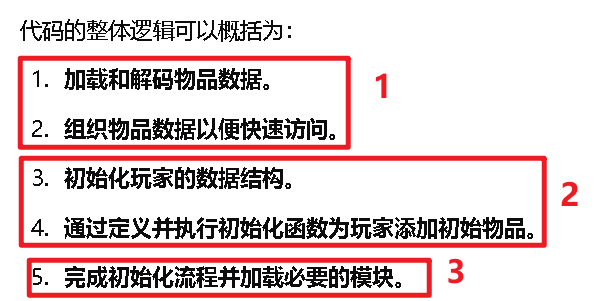 代码的整体逻辑可以概括为：
1. 加载和解码物品数据。
1
2. 组织物品数据以便快速访问。
3. 初始化玩家的数据结构。
2
4. 通过定义并执行初始化函数为玩家添加初始物品。
5. 完成初始化流程并加载必要的模块。
3